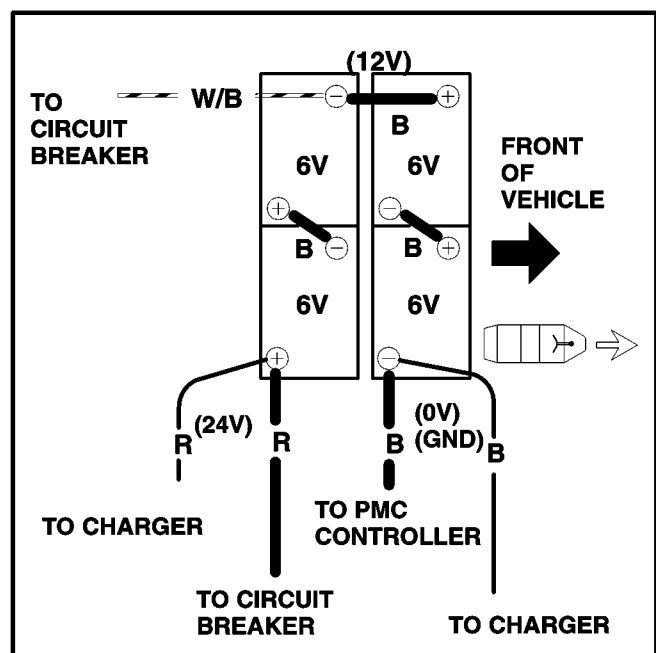 (12V)
TO
CIRCUIT
BREAKER
W/B
- +
B
6V 6V
FRONT
OF
VEHICLE
+ -
B - B +
6V 6V
+ -
R (24V) R
B (0V)
(GND) B
TO CHARGER
TO PMC
CONTROLLER
TO CIRCUIT
BREAKER
TO CHARGER